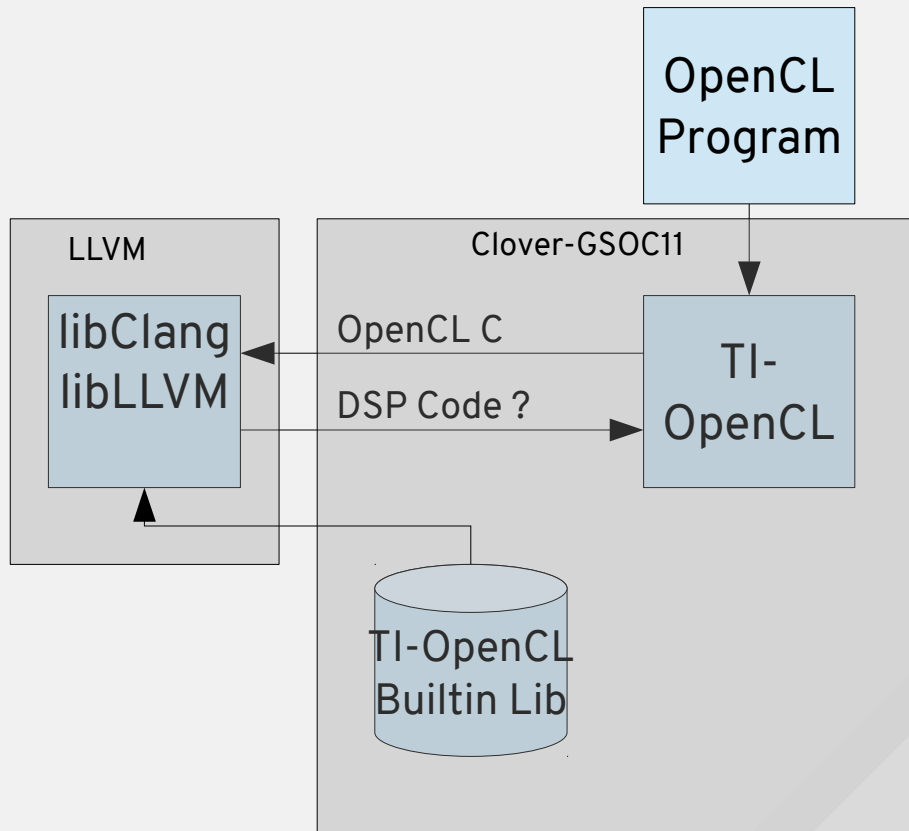 OpenCL
Program
LLVM
Clover-GSOC11
libClang
libLLVM
OpenCL C
DSP Code ?
TI-
OpenCL
TI-OpenCL
Builtin Lib